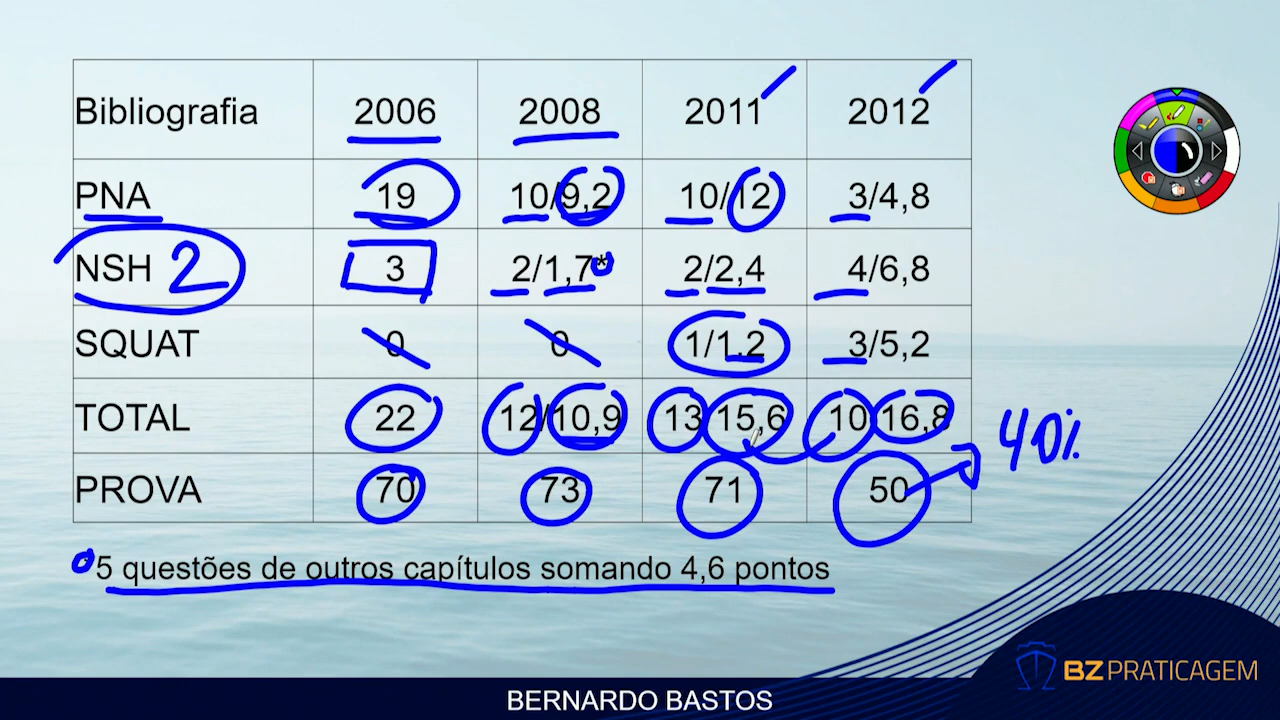 Bibliografia 2006 2008 2011 2012
PNA 19 10/9,2 10/12 3/4,8
NSH 2 3 2/1,7* 2/2,4 4/6,8
SQUAT 0 0 1/1,2 3/5,2
TOTAL 22 12/10,9 13/15,6 10/16,8
40%
PROVA 70 73 71 50
*5 questões de outros capítulos somando 4,6 pontos
BZPRATICAGEM
BERNARDO BASTOS